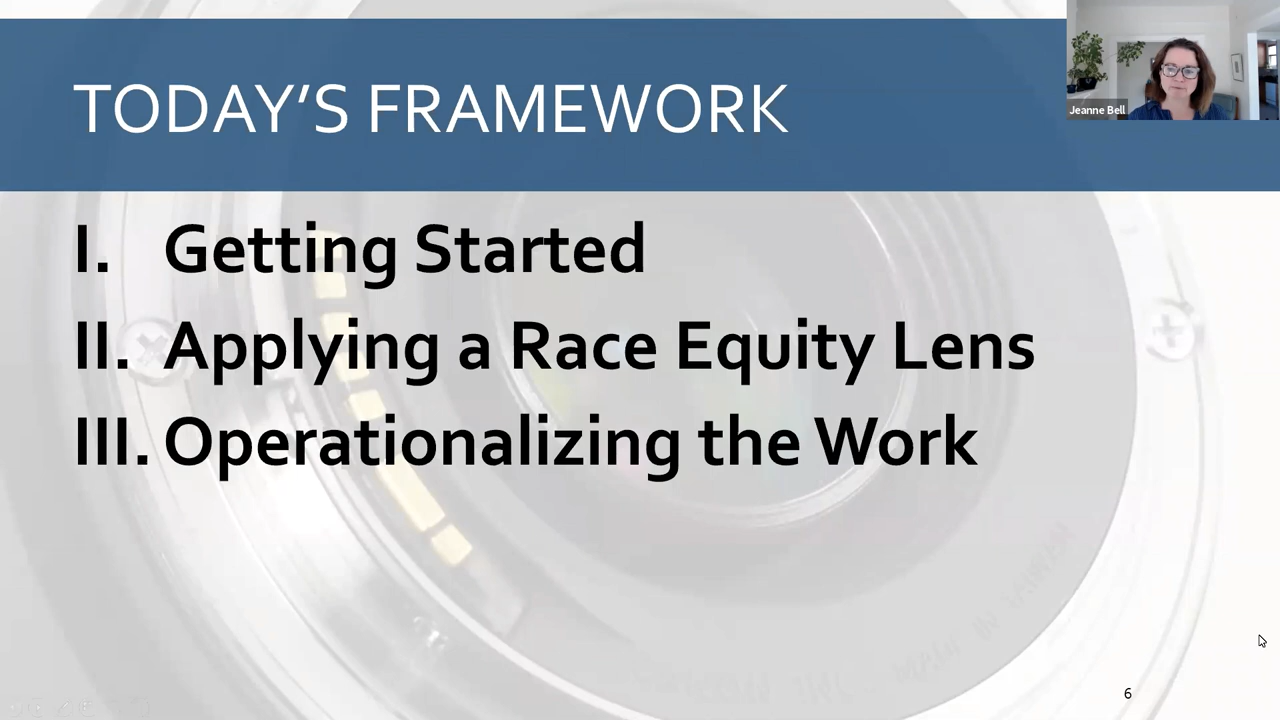 TODAY’S FRAMEWORK
Jeanne Bell
I. Getting Started
II. Applying a Race Equity Lens
III. Operationalizing the Work
6